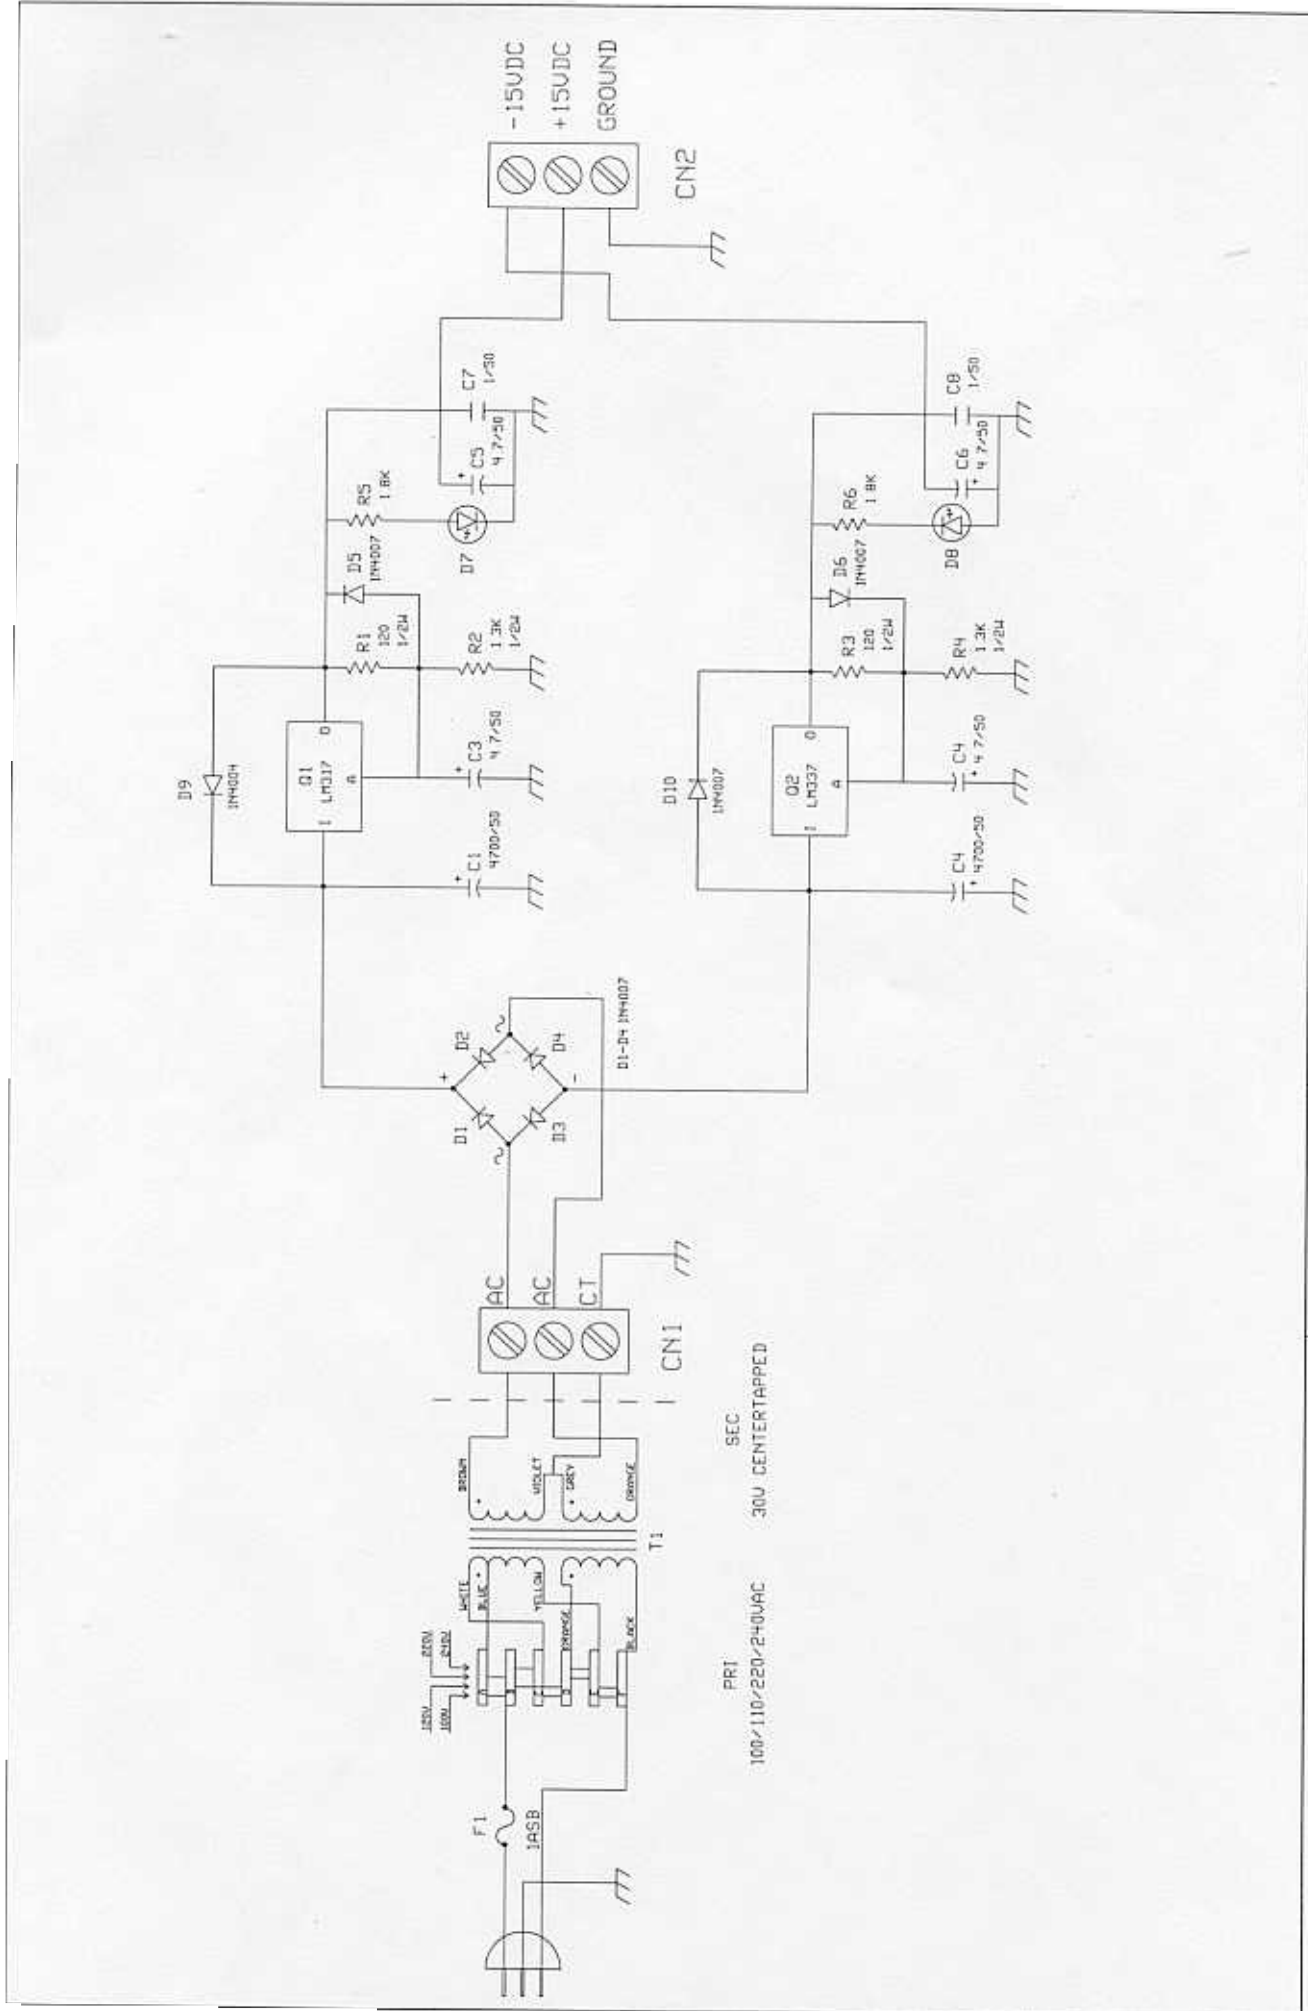 -15VDC
+15VDC
GROUND
CN2
D9
1N4004
Q1
LM317
I
O
A
C1
+
4700/50
C3
+
4.7/50
R1
120
1/2W
R2
1.3K
1/2W
D5
1N4007
R5
1.8K
D7
+
C5
+
4.7/50
C7
1/50
D10
1N4007
Q2
LM337
I
O
A
C4
+
4700/50
C4
+
4.7/50
R3
120
1/2W
R4
1.3K
1/2W
D6
1N4007
R6
1.8K
D8
+
C6
+
4.7/50
C8
1/50
D1
D2
D3
D4
+
-
~
~
D1-D4 1N4007
AC
AC
CT
CN1
BROWN
VIOLET
GREY
ORANGE
T1
WHITE
BLUE
YELLOW
ORANGE
BLACK
120V
100V
220V
240V
F1
1ASB
PRI
100/110/220/240VAC
SEC
30V CENTERTAPPED